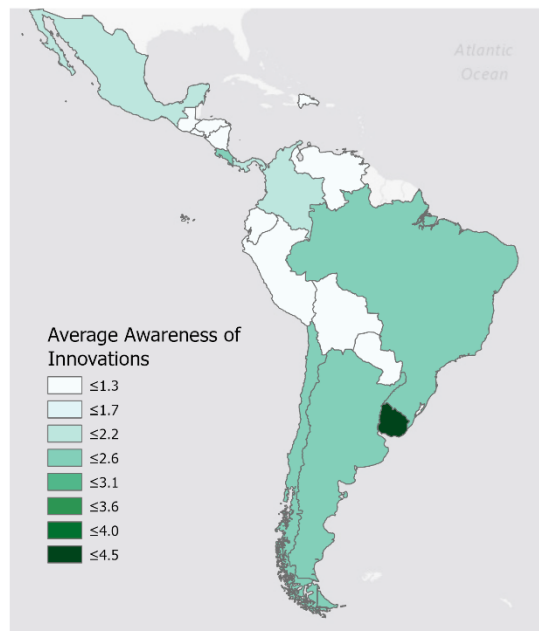 Atlantic
Ocean
Average Awareness of
Innovations
≤1.3
≤1.7
≤2.2
≤2.6
≤3.1
≤3.6
≤4.0
≤4.5